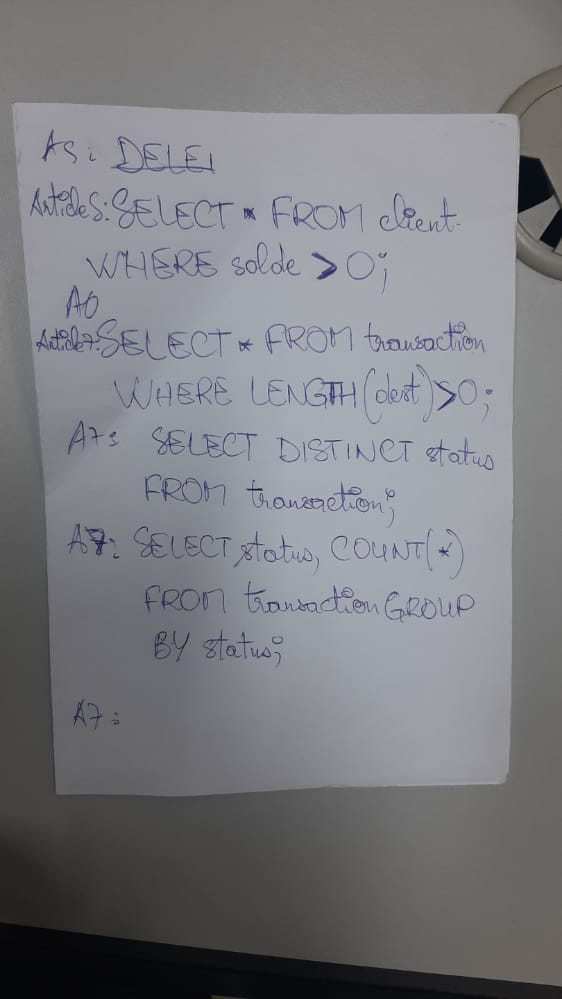 A5: DELEI
Article5: SELECT * FROM client
WHERE solde > 0;
A0
Article7: SELECT * FROM transaction
WHERE LENGTH(dest)>0;
A7: SELECT DISTINCT status
FROM transaction;
A7: SELECT status, COUNT(*)
FROM transaction GROUP
BY status;
A7: